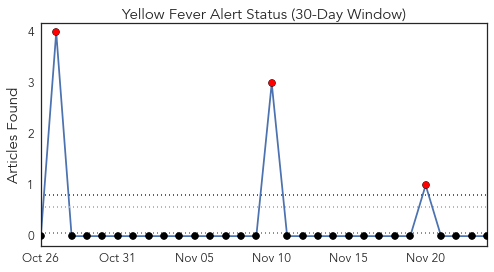 Yellow Fever Alert Status (30-Day Window)
Articles Found
4
3
2
1
0
Oct 26
Oct 31
Nov 05
Nov 10
Nov 15
Nov 20